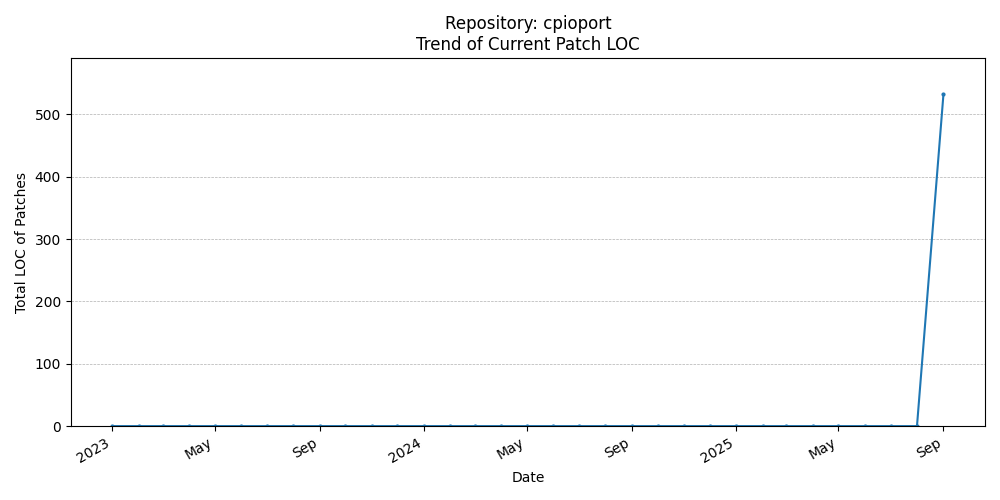 Repository: cpioport
Trend of Current Patch LOC
Total LOC of Patches
500
400
300
200
100
0
2023
May
Sep
2024
May
Sep
2025
May
Sep
Date